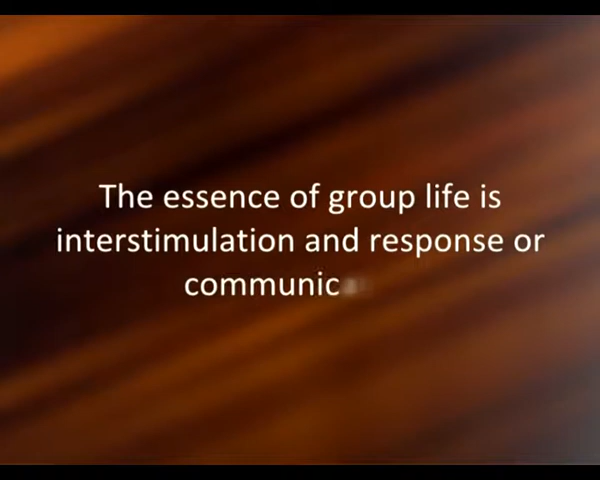 The essence of group life is
interstimulation and response or
communic